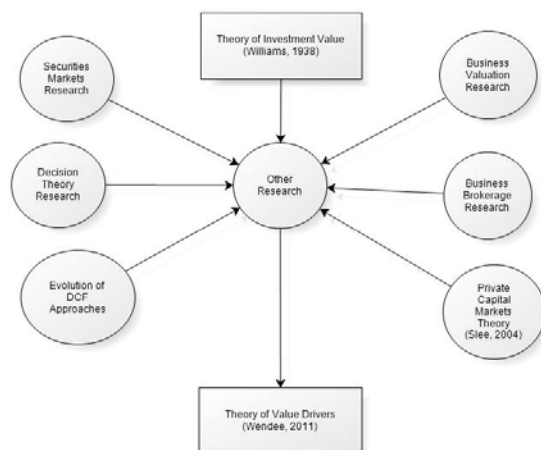 Theory of Investment Value
(Williams, 1938)
Securities
Markets
Research
Business
Valuation
Research
Decision
Theory
Research
Other
Research
Business
Brokerage
Research
Evolution of
DCF
Approaches
Private
Capital
Markets
Theory
(Slee, 2004)
Theory of Value Drivers
(Wendee, 2011)